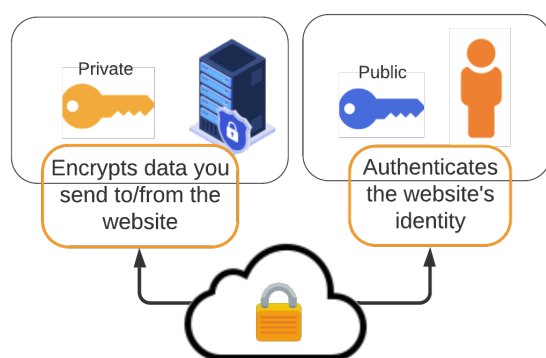 Private
Public
Encrypts data you
send to/from the
website
Authenticates
the website's
identity